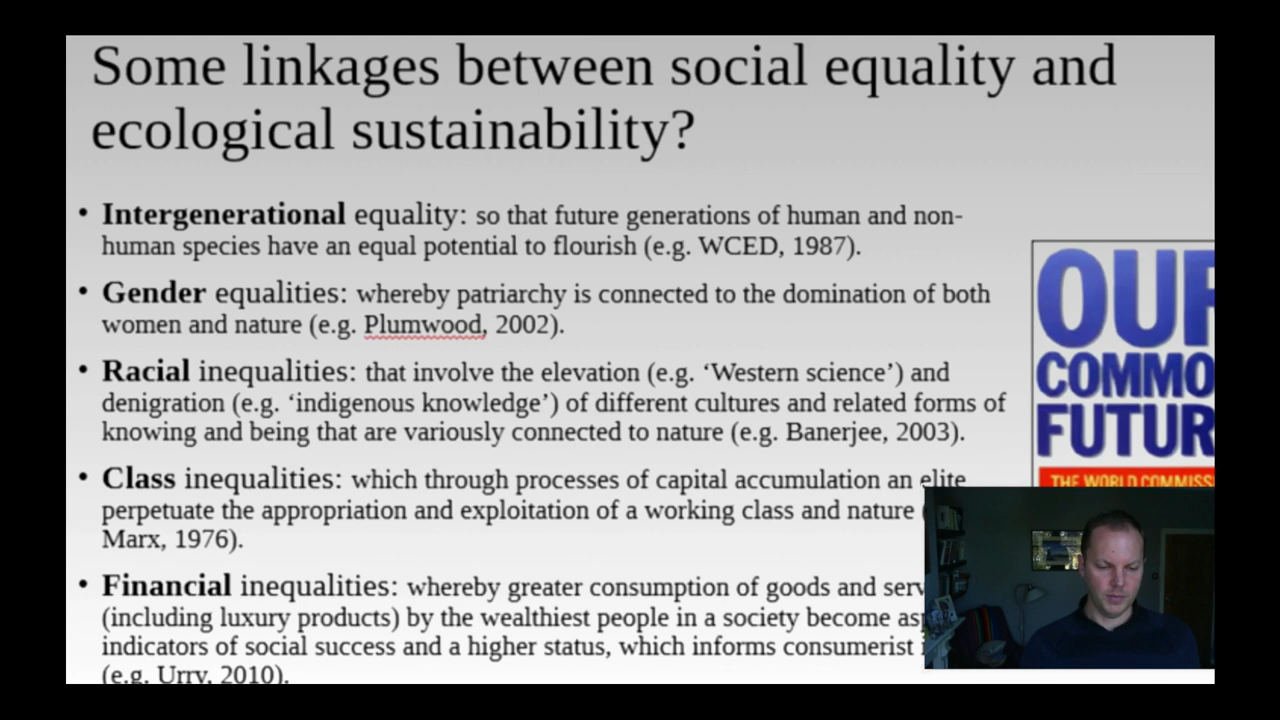 Some linkages between social equality and
ecological sustainability?
• Intergenerational equality: so that future generations of human and non-
human species have an equal potential to flourish (e.g. WCED, 1987).
• Gender equalities: whereby patriarchy is connected to the domination of both
women and nature (e.g. Plumwood, 2002).
• Racial inequalities: that involve the elevation (e.g. ‘Western science’) and
denigration (e.g. ‘indigenous knowledge’) of different cultures and related forms of
knowing and being that are variously connected to nature (e.g. Banerjee, 2003).
• Class inequalities: which through processes of capital accumulation an elite
perpetuate the appropriation and exploitation of a working class and nature (
Marx, 1976).
• Financial inequalities: whereby greater consumption of goods and serv
(including luxury products) by the wealthiest people in a society become as
indicators of social success and a higher status, which informs consumerist
(e.g. Urry, 2010).
OUR
COMMO
FUTUR
THE WORLD COMMISS